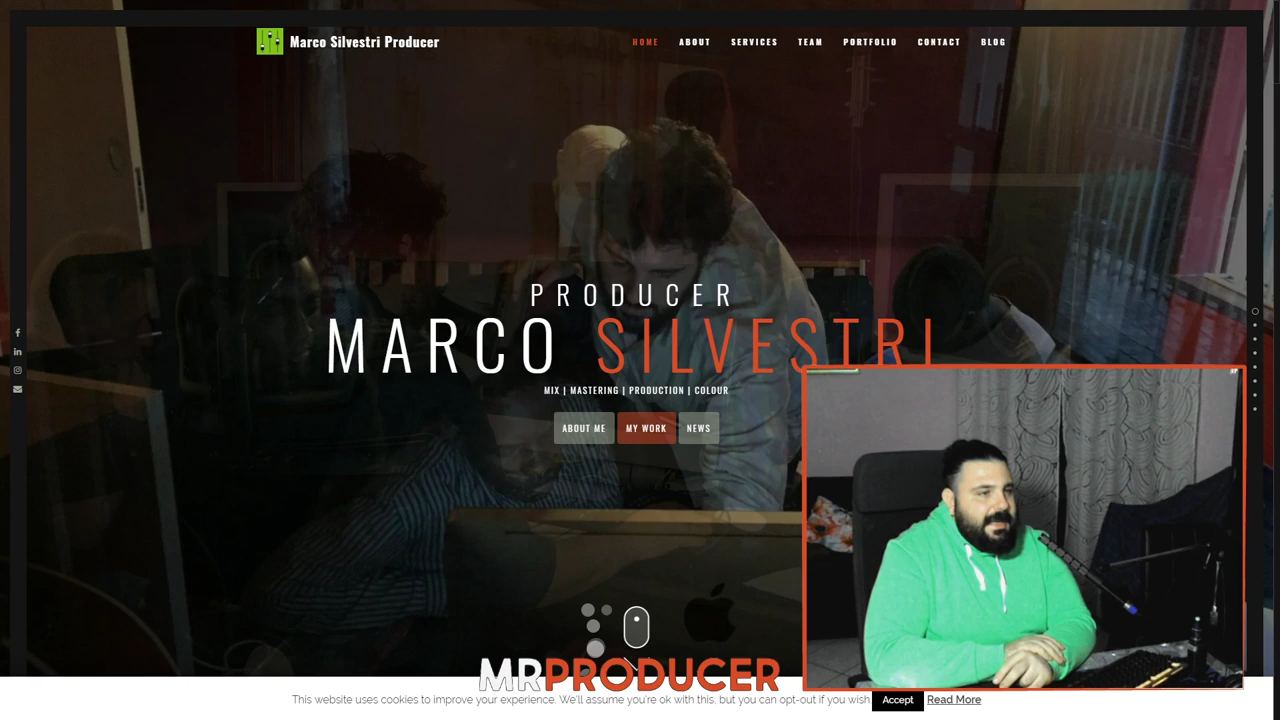 Marco Silvestri Producer
HOME ABOUT SERVICES TEAM PORTFOLIO CONTACT BLOG
PRODUCER
MARCO SILVESTRI
MIX | MASTERING | PRODUCTION | COLOUR
ABOUT ME MY WORK NEWS
MRPRODUCER
This website uses cookies to improve your experience. We'll assume you're ok with this, but you can opt-out if you wish. Accept Read More